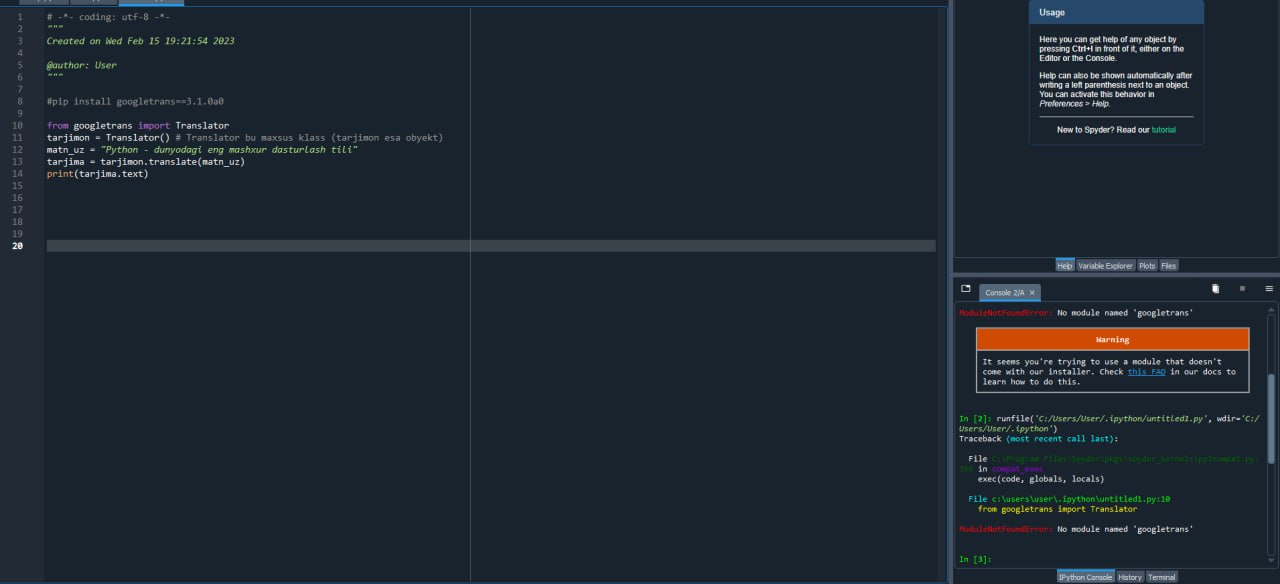 1 # -*- coding: utf-8 -*-
2 """
3 Created on Wed Feb 15 19:21:54 2023
4
5 @author: User
6 """
7
8 #pip install googletrans==3.1.0a0
9
10 from googletrans import Translator
11 tarjimon = Translator() # Translator bu maxsus klass (tarjimon esa obyekt)
12 matn_uz = "Python - dunyodagi eng mashxur dasturlash tili"
13 tarjima = tarjimon.translate(matn_uz)
14 print(tarjima.text)
15
16
17
18
19
20
Usage
Here you can get help of any object by
pressing Ctrl+I in front of it, either on the
Editor or the Console.
Help can also be shown automatically after
writing a left parenthesis next to an object.
You can activate this behavior in
Preferences > Help.
New to Spyder? Read our tutorial
Help Variable Explorer Plots Files
Console 2/A ×
ModuleNotFoundError: No module named 'googletrans'
Warning
It seems you're trying to use a module that doesn't
come with our installer. Check this FAQ in our docs to
learn how to do this.
In [2]: runfile('C:/Users/User/.ipython/untitled1.py', wdir='C:/
Users/User/.ipython')
Traceback (most recent call last):
File C:\Program Files\Spyder\pkgs\spyder_kernels\py3compat.py:
356 in compat_exec
exec(code, globals, locals)
File c:\users\user\.ipython\untitled1.py:10
from googletrans import Translator
ModuleNotFoundError: No module named 'googletrans'
In [3]:
IPython Console History Terminal